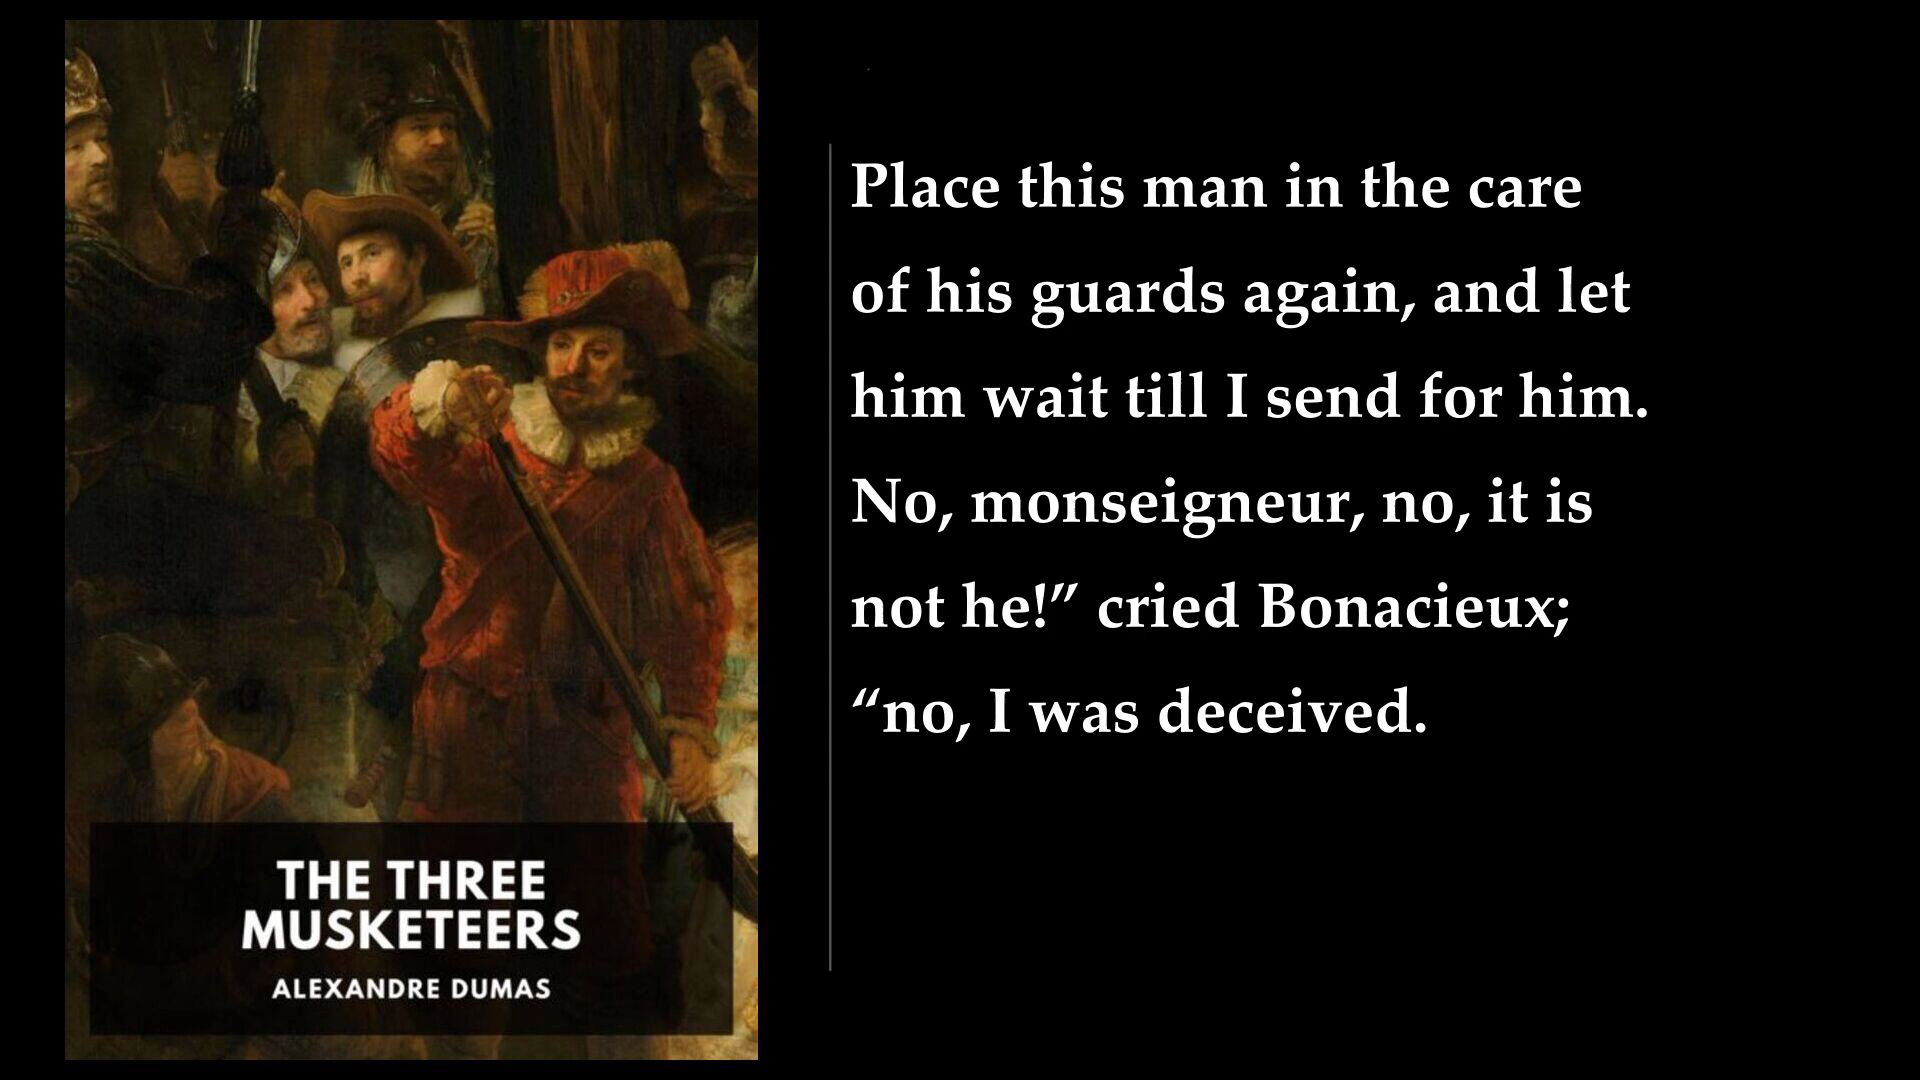 THE THREE
MUSKETEERS
ALEXANDRE DUMAS
Place this man in the care
of his guards again, and let
him wait till I send for him.
No, monseigneur, no, it is
not he!” cried Bonacieux;
“no, I was deceived.